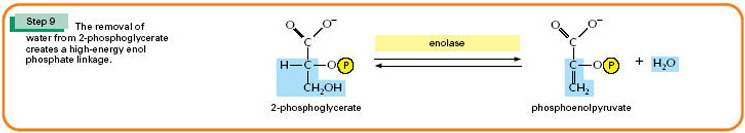 Step 9 The removal of
water from 2-phosphoglycerate
creates a high-energy enol
phosphate linkage.
O O⁻
C
H—C—O P
CH₂OH
2-phosphoglycerate
enolase
O O⁻
C
C—O P
CH₂
phosphoenolpyruvate
+ H₂O